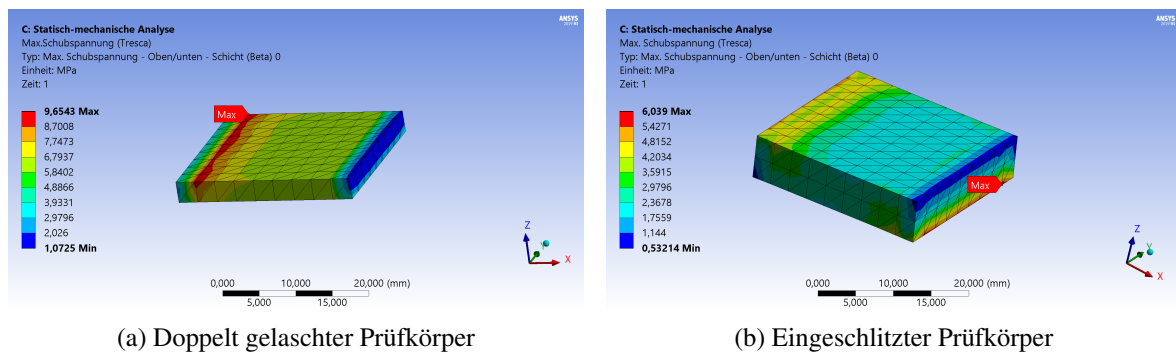 ANSYS
2019 R3
C: Statisch-mechanische Analyse
Max.Schubspannung (Tresca)
Typ: Max. Schubspannung - Oben/unten - Schicht (Beta) 0
Einheit: MPa
Zeit: 1
9,6543 Max
8,7008
7,7473
6,7937
5,8402
4,8866
3,9331
2,9796
2,026
1,0725 Min
Max
Z
Y
X
0,000 10,000 20,000 (mm)
5,000 15,000
(a) Doppelt gelaschter Prüfkörper
ANSYS
2019 R3
C: Statisch-mechanische Analyse
Max.Schubspannung (Tresca)
Typ: Max. Schubspannung - Oben/unten - Schicht (Beta) 0
Einheit: MPa
Zeit: 1
6,039 Max
5,4271
4,8152
4,2034
3,5915
2,9796
2,3678
1,7559
1,144
0,53214 Min
Max
Z
Y
X
0,000 10,000 20,000 (mm)
5,000 15,000
(b) Eingeschlitzter Prüfkörper